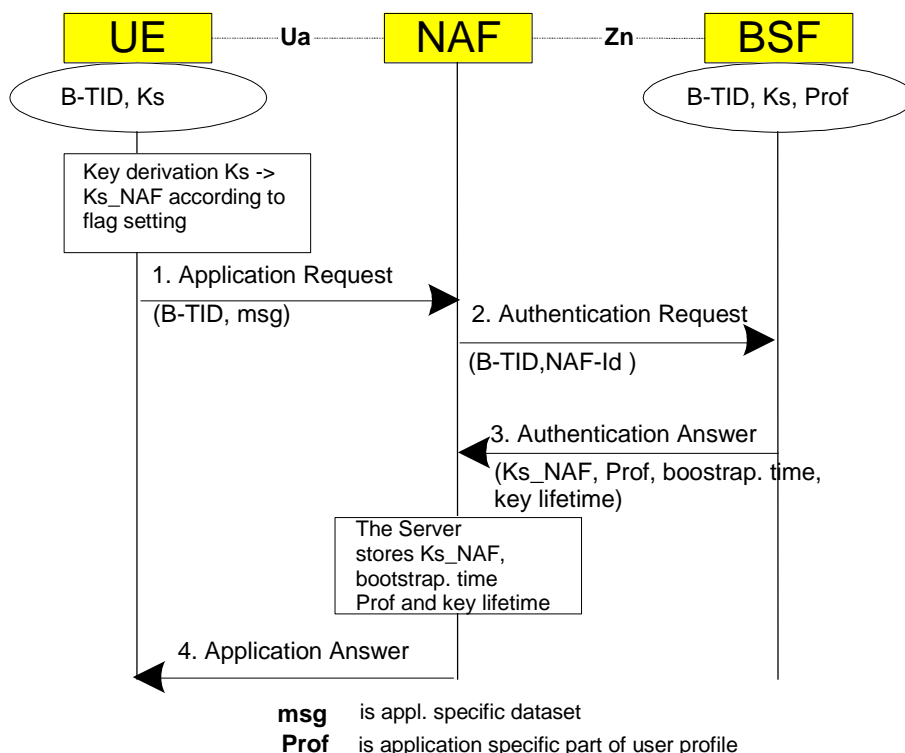 UE Ua NAF Zn BSF
B-TID, Ks
B-TID, Ks, Prof
Key derivation Ks ->
Ks_NAF according to
flag setting
1. Application Request
(B-TID, msg)
2. Authentication Request
(B-TID,NAF-Id )
3. Authentication Answer
(Ks_NAF, Prof, boostrap. time,
key lifetime)
The Server
stores Ks_NAF,
bootstrap. time
Prof and key lifetime
4. Application Answer
msg is appl. specific dataset
Prof is application specific part of user profile